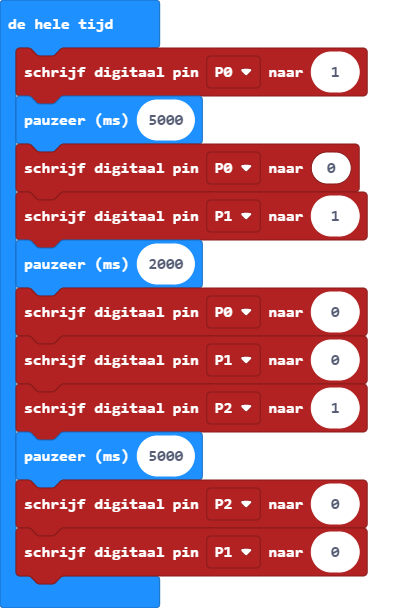 de hele tijd
schrijf digitaal pin P0 naar 1
pauzeer (ms) 5000
schrijf digitaal pin P0 naar 0
schrijf digitaal pin P1 naar 1
pauzeer (ms) 2000
schrijf digitaal pin P0 naar 0
schrijf digitaal pin P1 naar 0
schrijf digitaal pin P2 naar 1
pauzeer (ms) 5000
schrijf digitaal pin P2 naar 0
schrijf digitaal pin P1 naar 0